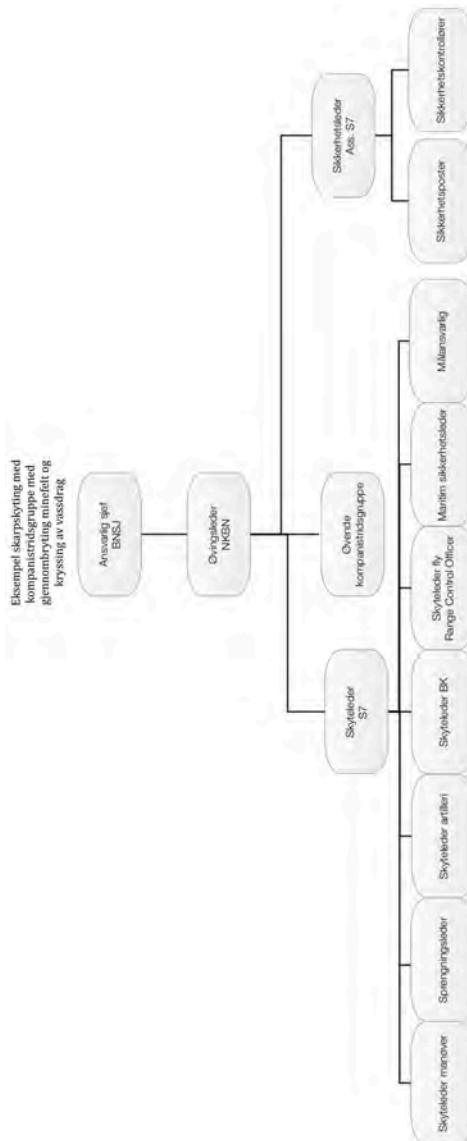 Eksempel skarpskyting med
kompanistridsgruppe med
gjennombryting minefelt og
kryssing av vassdrag
Ansvarlig sjef
BNSJ
Øvingsleder
NKBN
Skyteleder
S7
Øvende
kompanistridsgruppe
Sikkerhetsleder
Ass. S7
Skyteleder manøver
Sprengningsleder
Skyteleder artilleri
Skyteleder BK
Skyteleder fly
Range Control Officer
Maritim sikkerhetsleder
Målansvarlig
Sikkerhetsposter
Sikkerhetskontrollører